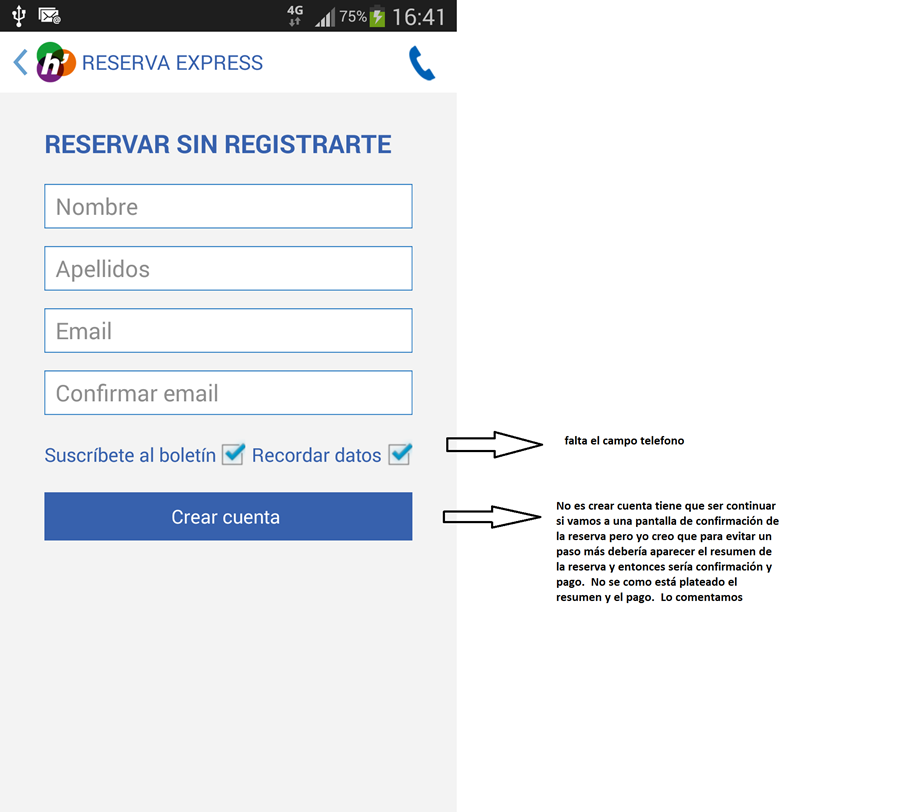 4G 75% 16:41
h' RESERVA EXPRESS
RESERVAR SIN REGISTRARTE
Nombre
Apellidos
Email
Confirmar email
Suscríbete al boletín Recordar datos
falta el campo telefono
Crear cuenta
No es crear cuenta tiene que ser continuar
si vamos a una pantalla de confirmación de
la reserva pero yo creo que para evitar un
paso más debería aparecer el resumen de
la reserva y entonces sería confirmación y
pago.  No se como está plateado el
resumen y el pago.  Lo comentamos